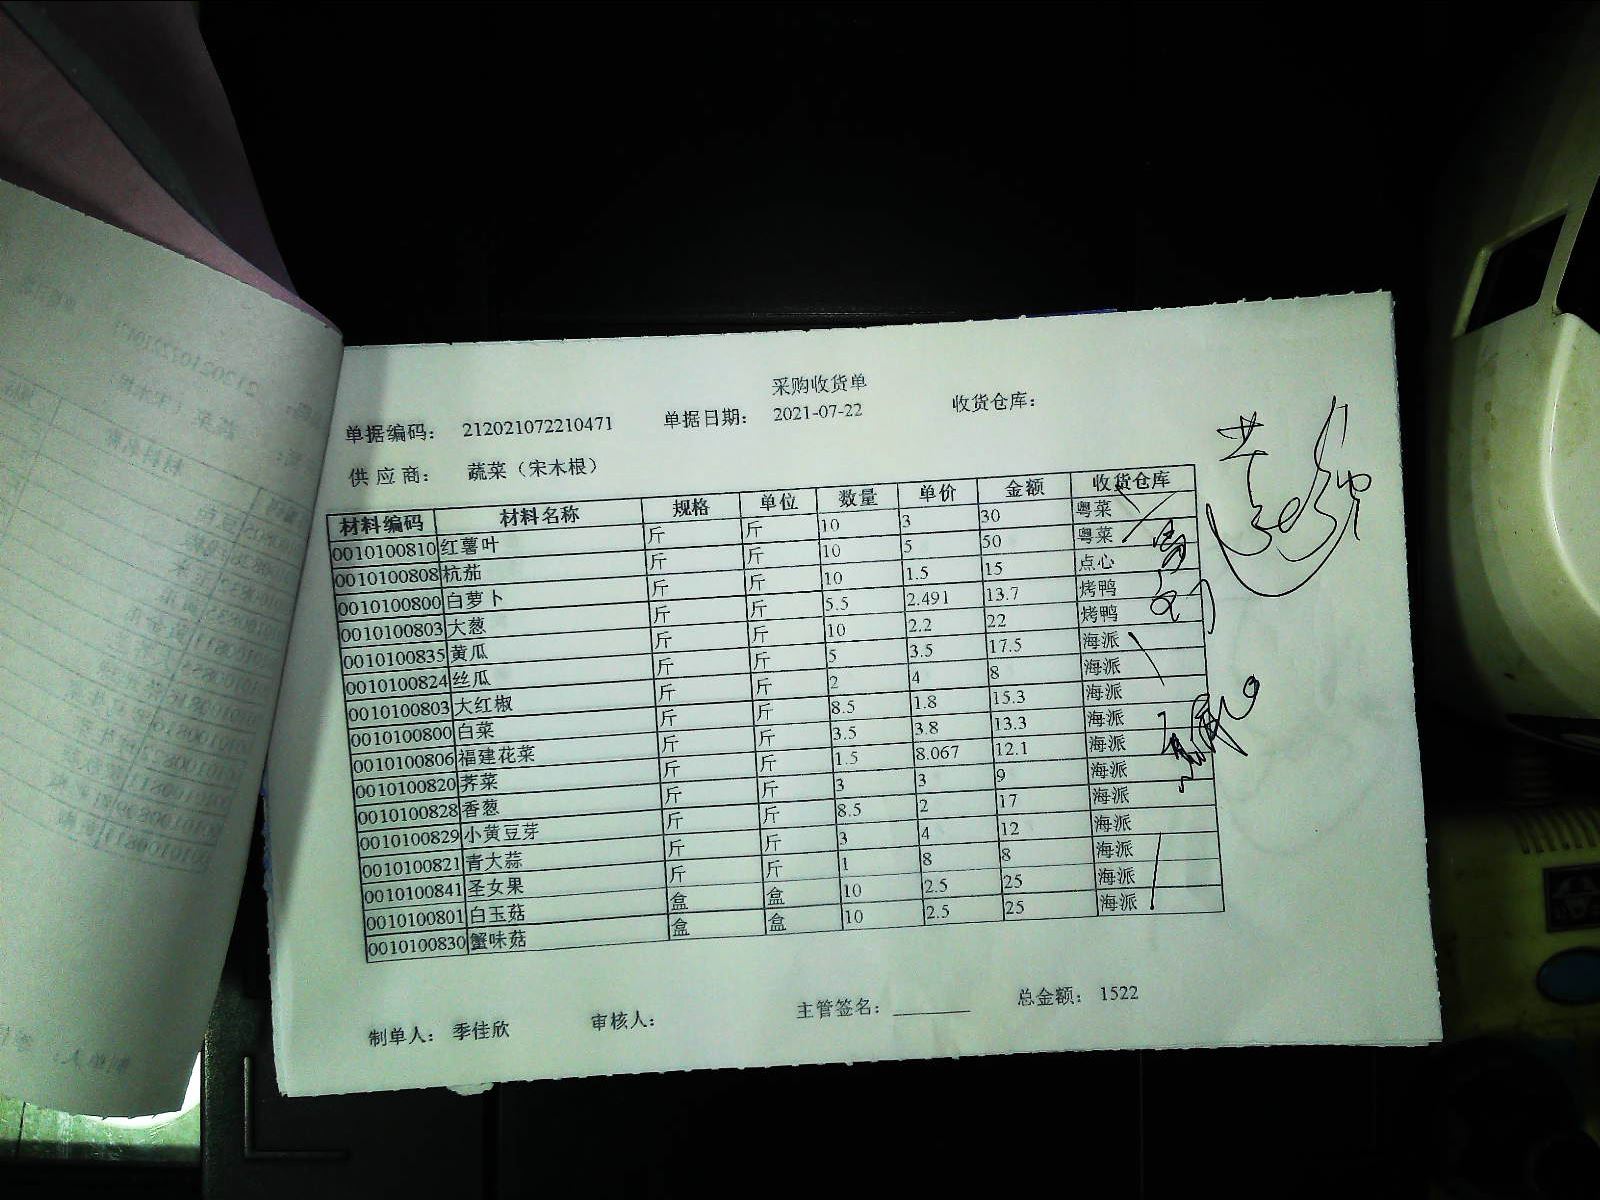 采购收货单
单据编码： 212021072210471 单据日期： 2021-07-22 收货仓库：
供 应 商： 蔬菜（宋木根）
材料编码 材料名称 规格 单位 数量 单价 金额 收货仓库
0010100810 红薯叶 斤 斤 10 3 30 粤菜
0010100808 杭茄 斤 斤 10 5 50 粤菜
0010100800 白萝卜 斤 斤 10 1.5 15 点心
0010100803 大葱 斤 斤 5.5 2.491 13.7 烤鸭
0010100835 黄瓜 斤 斤 10 2.2 22 烤鸭
0010100824 丝瓜 斤 斤 5 3.5 17.5 海派
0010100803 大红椒 斤 斤 2 4 8 海派
0010100800 白菜 斤 斤 8.5 1.8 15.3 海派
0010100806 福建花菜 斤 斤 3.5 3.8 13.3 海派
0010100820 荠菜 斤 斤 1.5 8.067 12.1 海派
0010100828 香葱 斤 斤 3 3 9 海派
0010100829 小黄豆芽 斤 斤 8.5 2 17 海派
0010100821 青大蒜 斤 斤 3 4 12 海派
0010100841 圣女果 斤 斤 1 8 8 海派
0010100801 白玉菇 盒 盒 10 2.5 25 海派
0010100830 蟹味菇 盒 盒 10 2.5 25 海派
制单人： 季佳欣 审核人： 主管签名： 总金额： 1522